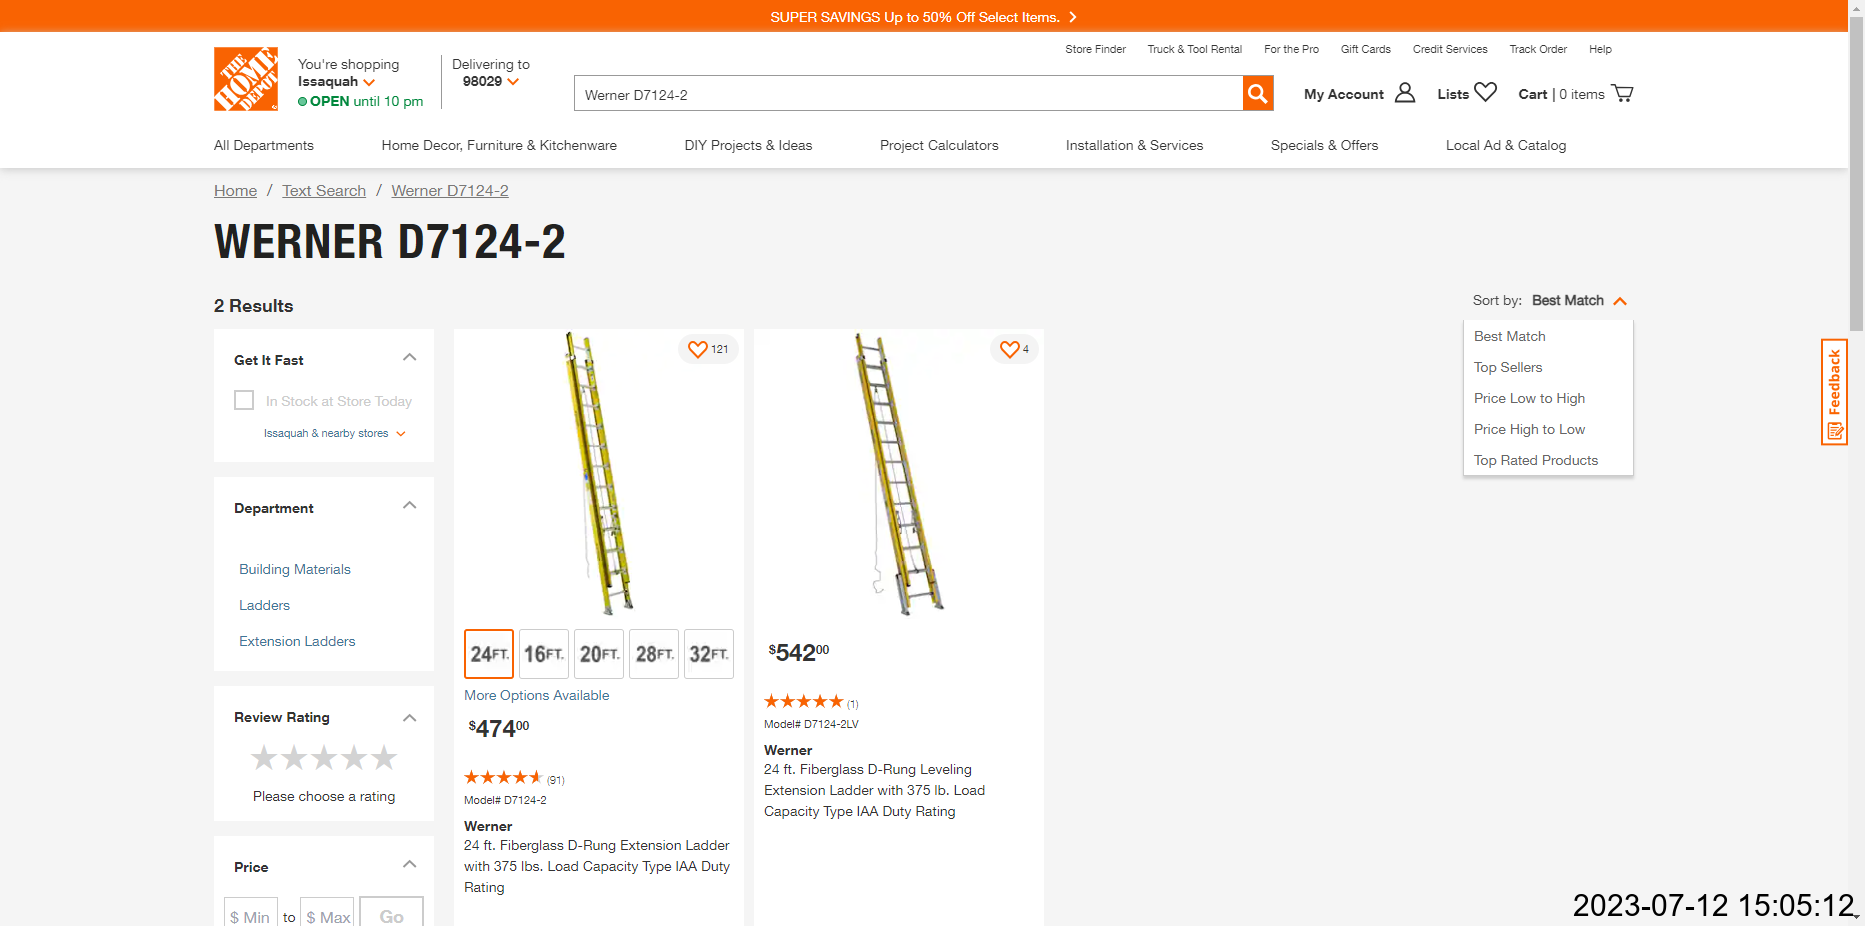 SUPER SAVINGS Up to 50% Off Select Items.
Store Finder Truck & Tool Rental For the Pro Gift Cards Credit Services Track Order Help
THE HOME DEPOT
You're shopping
Issaquah
OPEN until 10 pm
Delivering to
98029
Werner D7124-2
My Account Lists Cart | 0 items
All Departments Home Decor, Furniture & Kitchenware DIY Projects & Ideas Project Calculators Installation & Services Specials & Offers Local Ad & Catalog
Home / Text Search / Werner D7124-2
WERNER D7124-2
2 Results
Sort by: Best Match
Best Match
Top Sellers
Price Low to High
Price High to Low
Top Rated Products
Feedback
Get It Fast
In Stock at Store Today
Issaquah & nearby stores
Department
Building Materials
Ladders
Extension Ladders
Review Rating
Please choose a rating
Price
$ Min to $ Max Go
121
24FT. 16FT. 20FT. 28FT. 32FT.
More Options Available
$47400
(91)
Model# D7124-2
Werner
24 ft. Fiberglass D-Rung Extension Ladder
with 375 lbs. Load Capacity Type IAA Duty
Rating
4
$54200
(1)
Model# D7124-2LV
Werner
24 ft. Fiberglass D-Rung Leveling
Extension Ladder with 375 lb. Load
Capacity Type IAA Duty Rating
2023-07-12 15:05:12